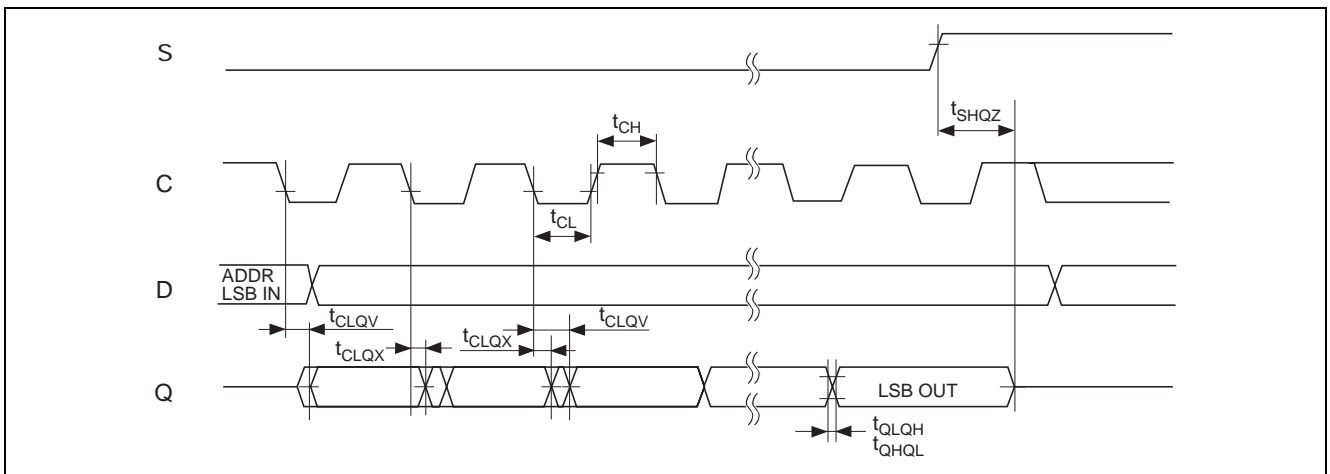 S
tSHQZ
tCH
C
tCL
D
ADDR
LSB IN
tCLQV
tCLQX
tCLQX
tCLQV
Q
LSB OUT
tQLQH
tQHQL